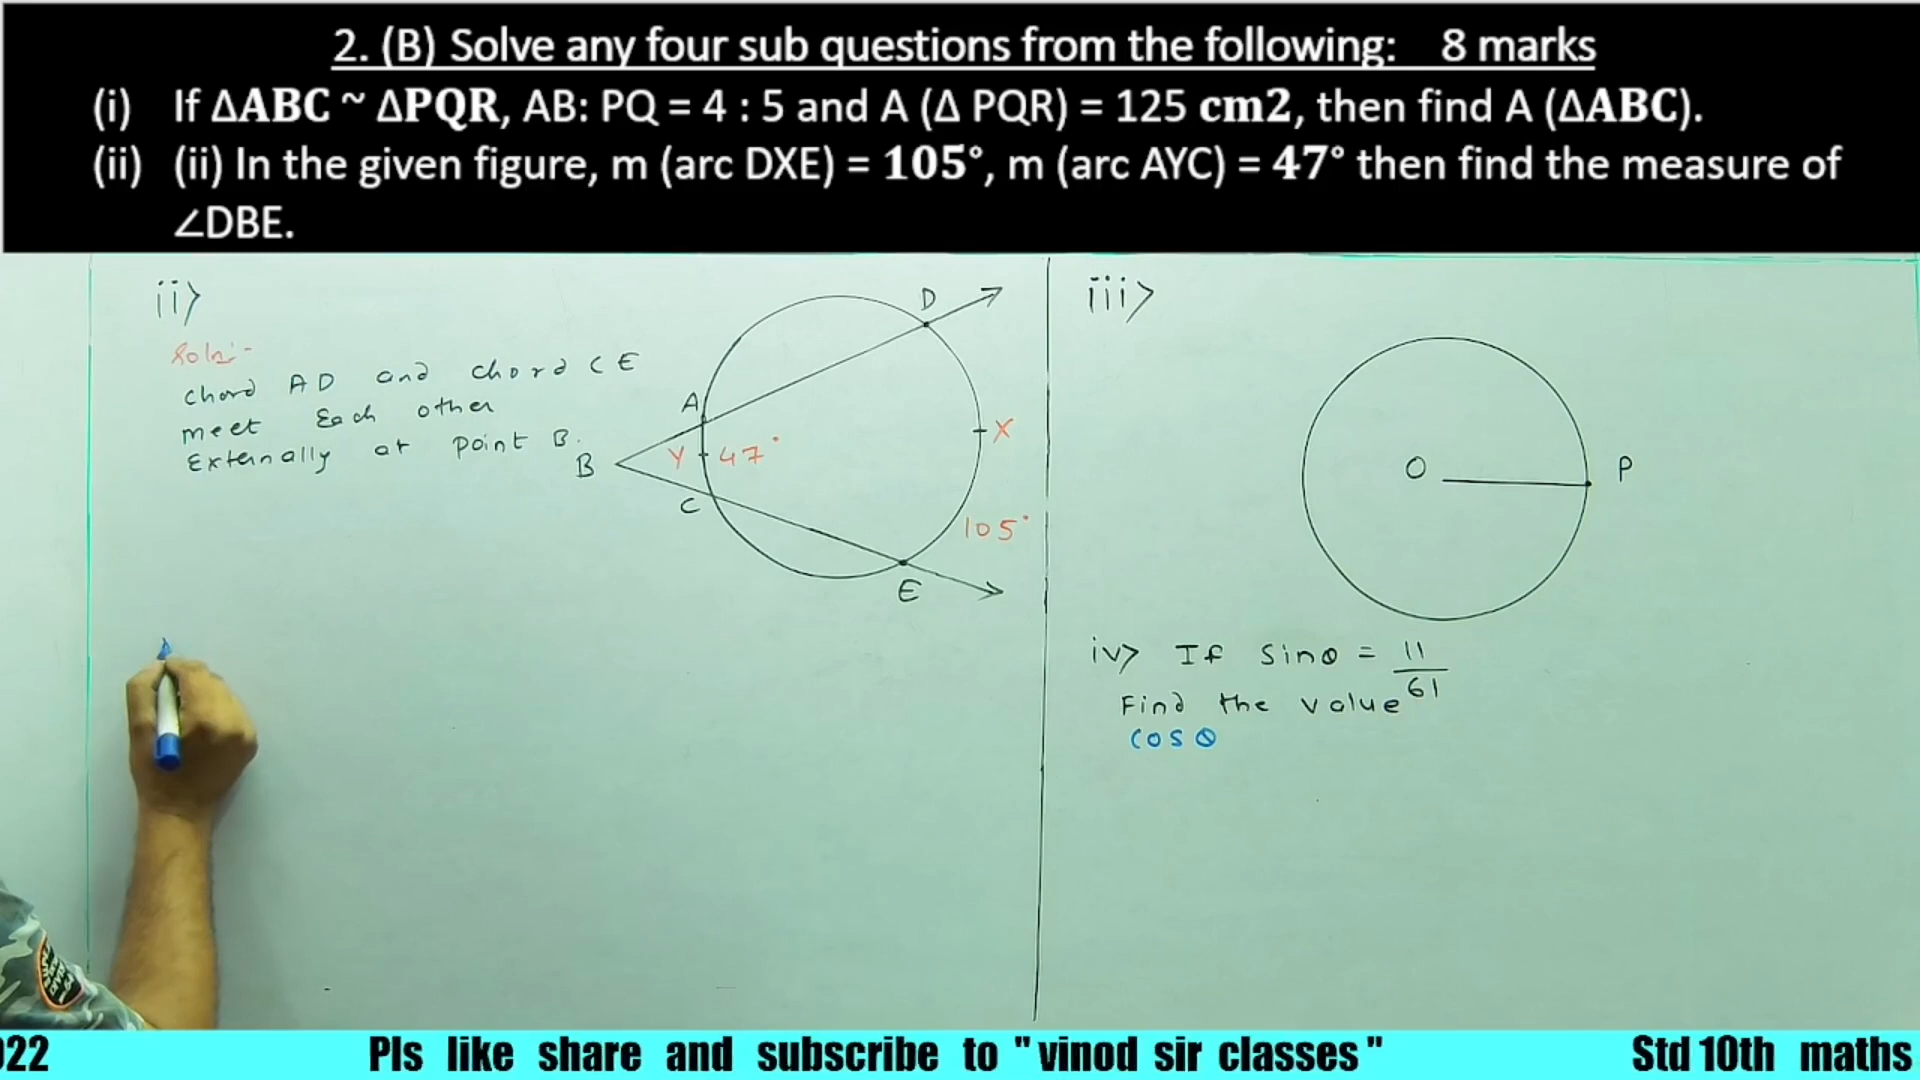 2. (B) Solve any four sub questions from the following: 8 marks
(i) If ΔABC ~ ΔPQR, AB: PQ = 4 : 5 and A (Δ PQR) = 125 cm2, then find A (ΔABC).
(ii) (ii) In the given figure, m (arc DXE) = 105°, m (arc AYC) = 47° then find the measure of
∠DBE.
ii>
Soln:-
chord AD and chord CE
meet Each other
Externally at point B.
D
A
X
Y 47°
B
C
105°
E
iii>
O P
iv> If sinθ = 11/61
Find the value
cosθ
022 Pls like share and subscribe to "vinod sir classes" Std 10th maths